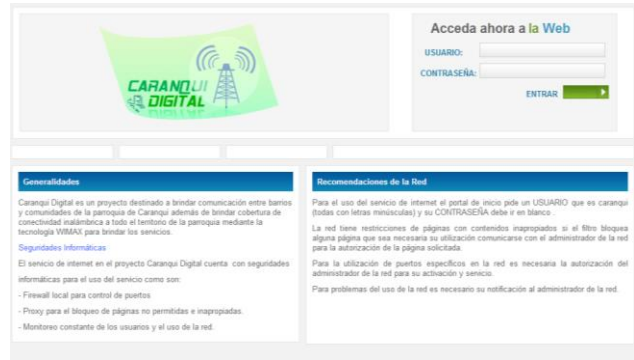 CARANQUI
DIGITAL
Acceda ahora a la Web
USUARIO:
CONTRASEÑA:
ENTRAR
Generalidades
Caranqui Digital es un proyecto destinado a brindar comunicación entre barrios
y comunidades de la parroquia de Caranqui además de brindar cobertura de
conectividad inalámbrica a todo el territorio de la parroquia mediante la
tecnología WIMAX para brindar los servicios.
Seguridades Informáticas
El servicio de internet en el proyecto Caranqui Digital cuenta con seguridades
informáticas para el uso del servicio como son:
- Firewall local para control de puertos
- Proxy para el bloqueo de páginas no permitidas e inapropiadas.
- Monitoreo constante de los usuarios y el uso de la red.
Recomendaciones de la Red
Para el uso del servicio de internet el portal de inicio pide un USUARIO que es caranqui
(todas con letras minúsculas) y su CONTRASEÑA debe ir en blanco .
La red tiene restricciones de páginas con contenidos inapropiados si el filtro bloquea
alguna página que sea necesaria su utilización comunicarse con el administrador de la red
para la autorización de la página solicitada.
Para la utilización de puertos específicos en la red es necesaria la autorización del
administrador de la red para su activación y servicio.
Para problemas del uso de la red es necesario su notificación al administrador de la red.